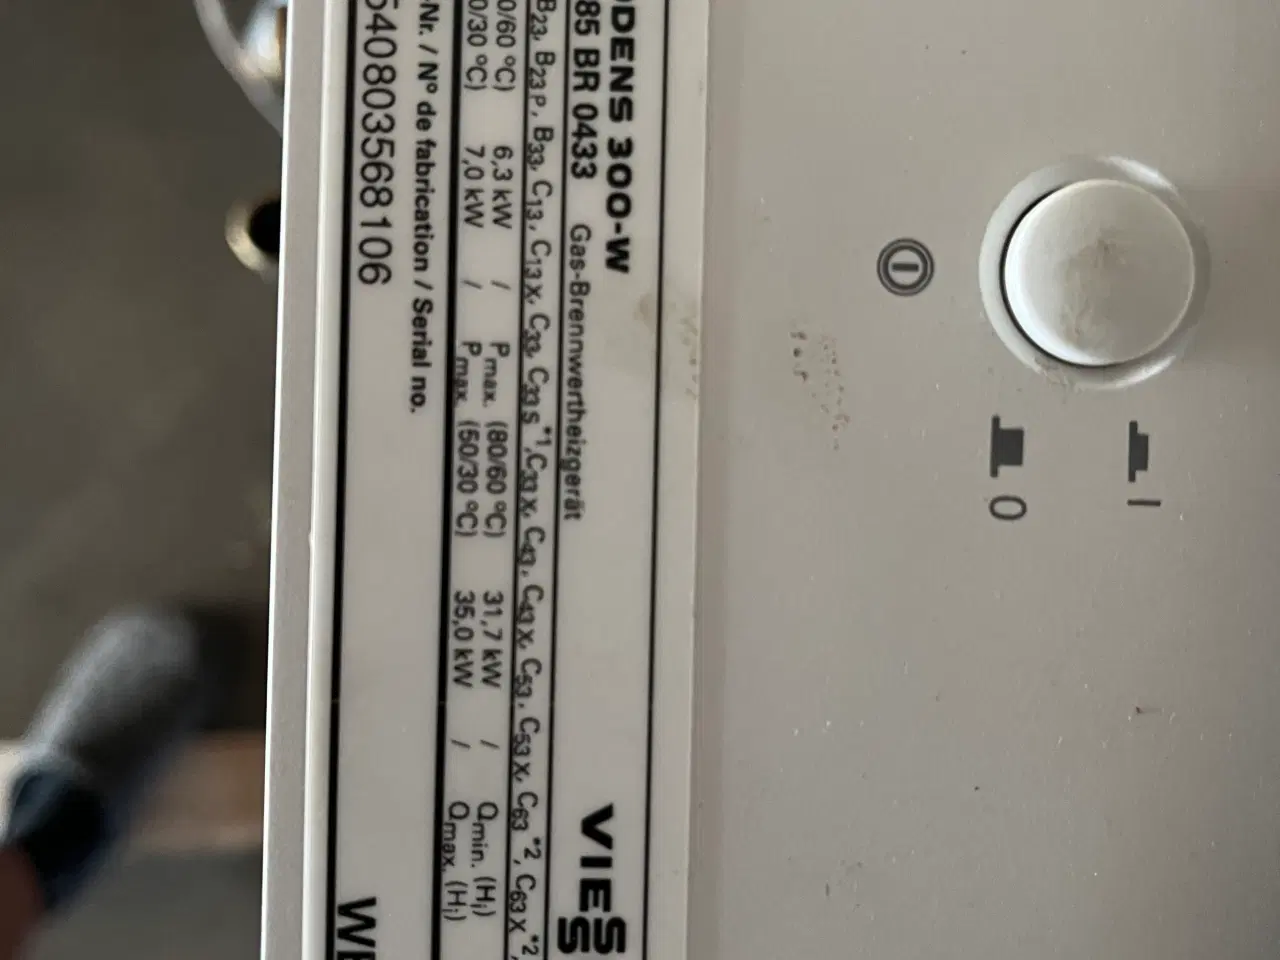 ODENS 300-W
85 BR 0433 Gas-Brennwertheizgerät
VIES
S
B23, B23P, B33, C13, C13X, C33, C33S*1, C33X, C43, C43X, C53, C53X, C63*2, C63X*2,
0/60 °C) 6,3 kW / Pmax. (80/60 °C) 31,7 kW / Qmin. (Hi)
0/30 °C) 7,0 kW / Pmax. (50/30 °C) 35,0 kW / Qmax. (Hi)
-Nr. / N° de fabrication / Serial no.
540803568106
WE
I
0